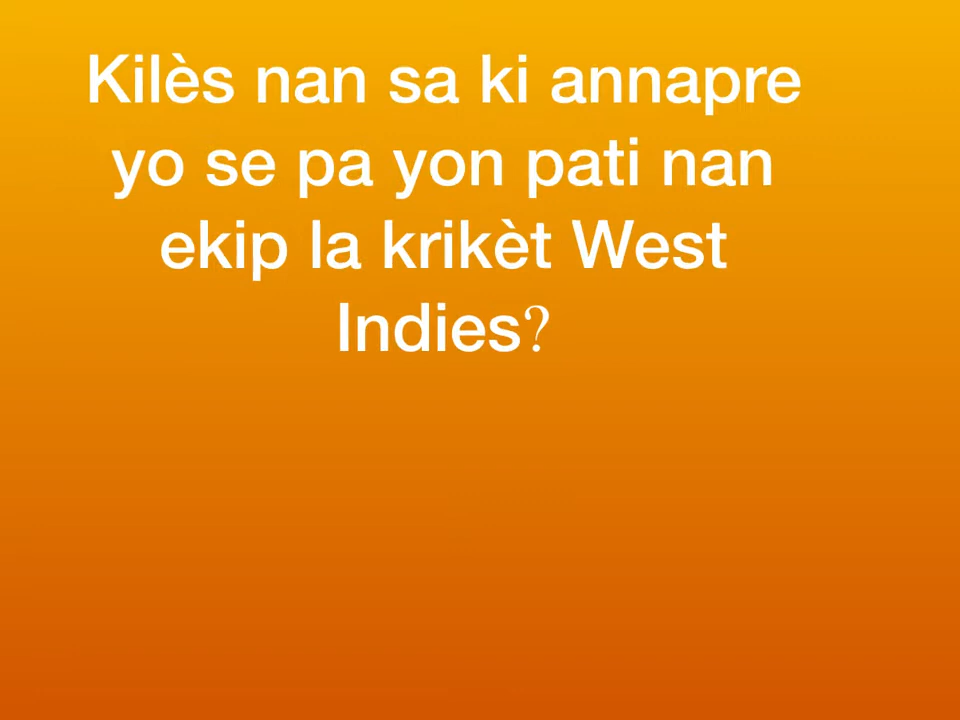 Kilès nan sa ki annapre
yo se pa yon pati nan
ekip la krikèt West
Indies?